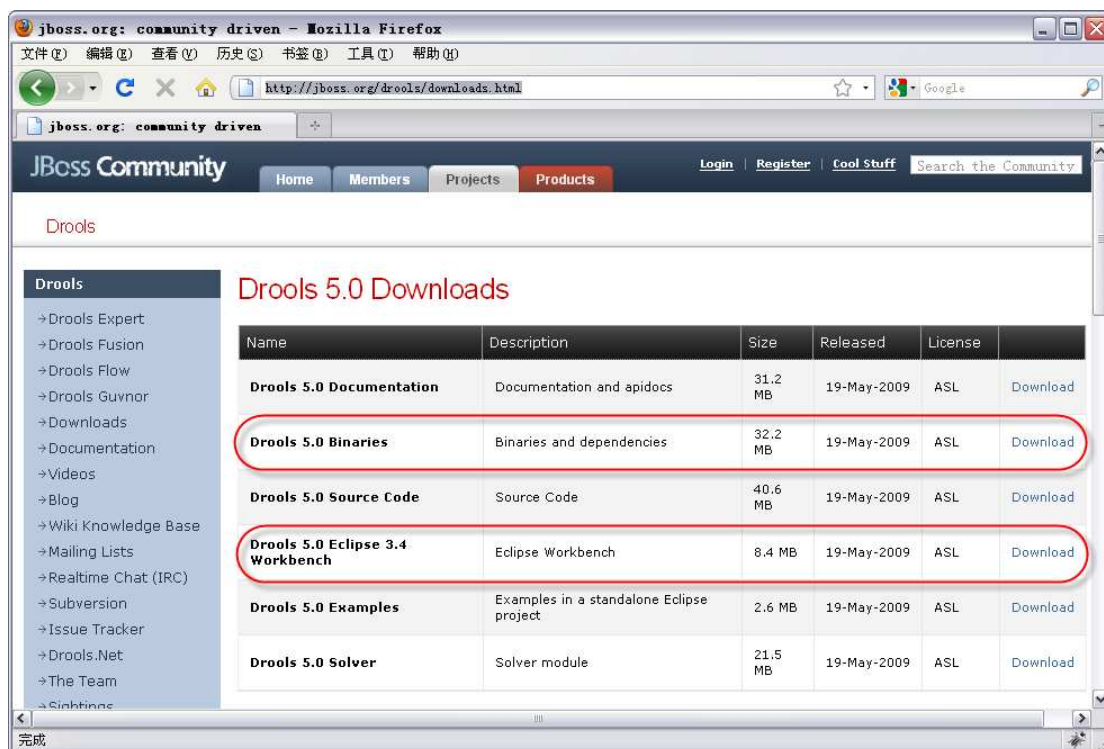 jboss.org: community driven - Mozilla Firefox
文件(F) 编辑(E) 查看(V) 历史(S) 书签(B) 工具(T) 帮助(H)
http://jboss.org/drools/downloads.html
Google
jboss.org: community driven
JBoss Community
Home Members Projects Products
Login | Register | Cool Stuff
Search the Community
Drools
Drools
→Drools Expert
→Drools Fusion
→Drools Flow
→Drools Guvnor
→Downloads
→Documentation
→Videos
→Blog
→Wiki Knowledge Base
→Mailing Lists
→Realtime Chat (IRC)
→Subversion
→Issue Tracker
→Drools.Net
→The Team
→Sightings
Drools 5.0 Downloads
Name Description Size Released License
Drools 5.0 Documentation Documentation and apidocs 31.2 MB 19-May-2009 ASL Download
Drools 5.0 Binaries Binaries and dependencies 32.2 MB 19-May-2009 ASL Download
Drools 5.0 Source Code Source Code 40.6 MB 19-May-2009 ASL Download
Drools 5.0 Eclipse 3.4 Workbench Eclipse Workbench 8.4 MB 19-May-2009 ASL Download
Drools 5.0 Examples Examples in a standalone Eclipse project 2.6 MB 19-May-2009 ASL Download
Drools 5.0 Solver Solver module 21.5 MB 19-May-2009 ASL Download
完成